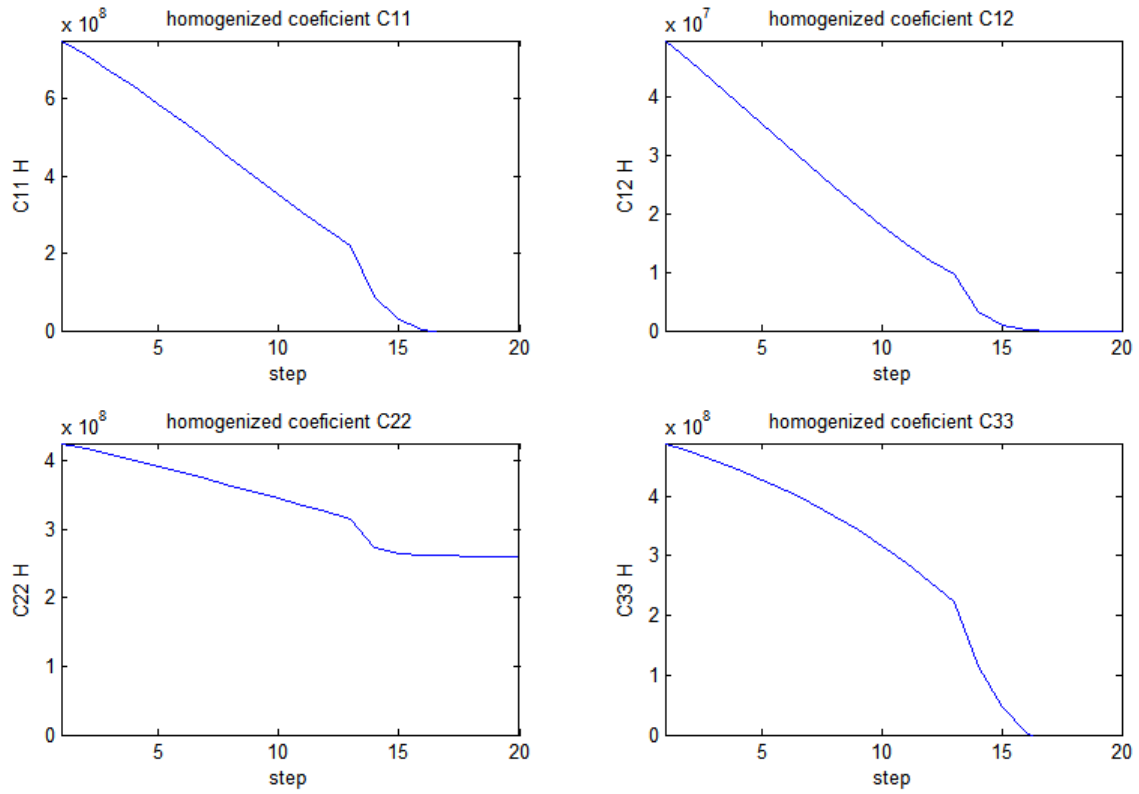 x 10^8
homogenized coeficient C11
6
4
2
0
C11 H
5
10
15
20
step
x 10^7
homogenized coeficient C12
4
3
2
1
0
C12 H
5
10
15
20
step
x 10^8
homogenized coeficient C22
4
3
2
1
0
C22 H
5
10
15
20
step
x 10^8
homogenized coeficient C33
4
3
2
1
0
C33 H
5
10
15
20
step